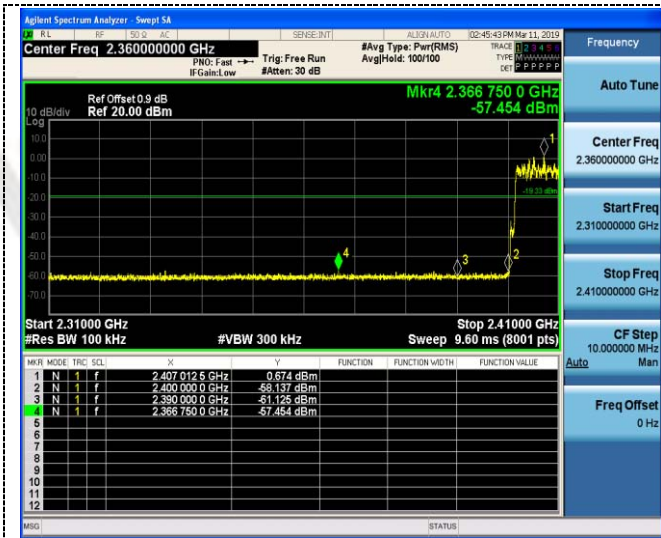 Agilent Spectrum Analyzer - Swept SA
RL RF 50 Ω AC SENSE:INT ALIGN AUTO 02:45:43 PM Mar 11, 2019
Center Freq 2.360000000 GHz
PNO: Fast
IFGain:Low
Trig: Free Run
#Atten: 30 dB
#Avg Type: Pwr(RMS)
Avg|Hold: 100/100
TRACE 1 2 3 4 5 6
TYPE M
DET P P P P P P
Ref Offset 0.9 dB
10 dB/div Ref 20.00 dBm
Log
Mkr4 2.366 750 0 GHz
-57.454 dBm
10.0
0.00
-10.0
-20.0
-30.0
-40.0
-50.0
-60.0
-70.0
-19.33 dBm
1
2
3
4
Start 2.31000 GHz Stop 2.41000 GHz
#Res BW 100 kHz #VBW 300 kHz Sweep 9.60 ms (8001 pts)
MKR MODE TRC SCL X Y FUNCTION FUNCTION WIDTH FUNCTION VALUE
1 N 1 f 2.407 012 5 GHz 0.674 dBm
2 N 1 f 2.400 000 0 GHz -58.137 dBm
3 N 1 f 2.390 000 0 GHz -61.125 dBm
4 N 1 f 2.366 750 0 GHz -57.454 dBm
5
6
7
8
9
10
11
12
MSG STATUS
Frequency
Auto Tune
Center Freq
2.360000000 GHz
Start Freq
2.310000000 GHz
Stop Freq
2.410000000 GHz
CF Step
10.000000 MHz
Auto Man
Freq Offset
0 Hz